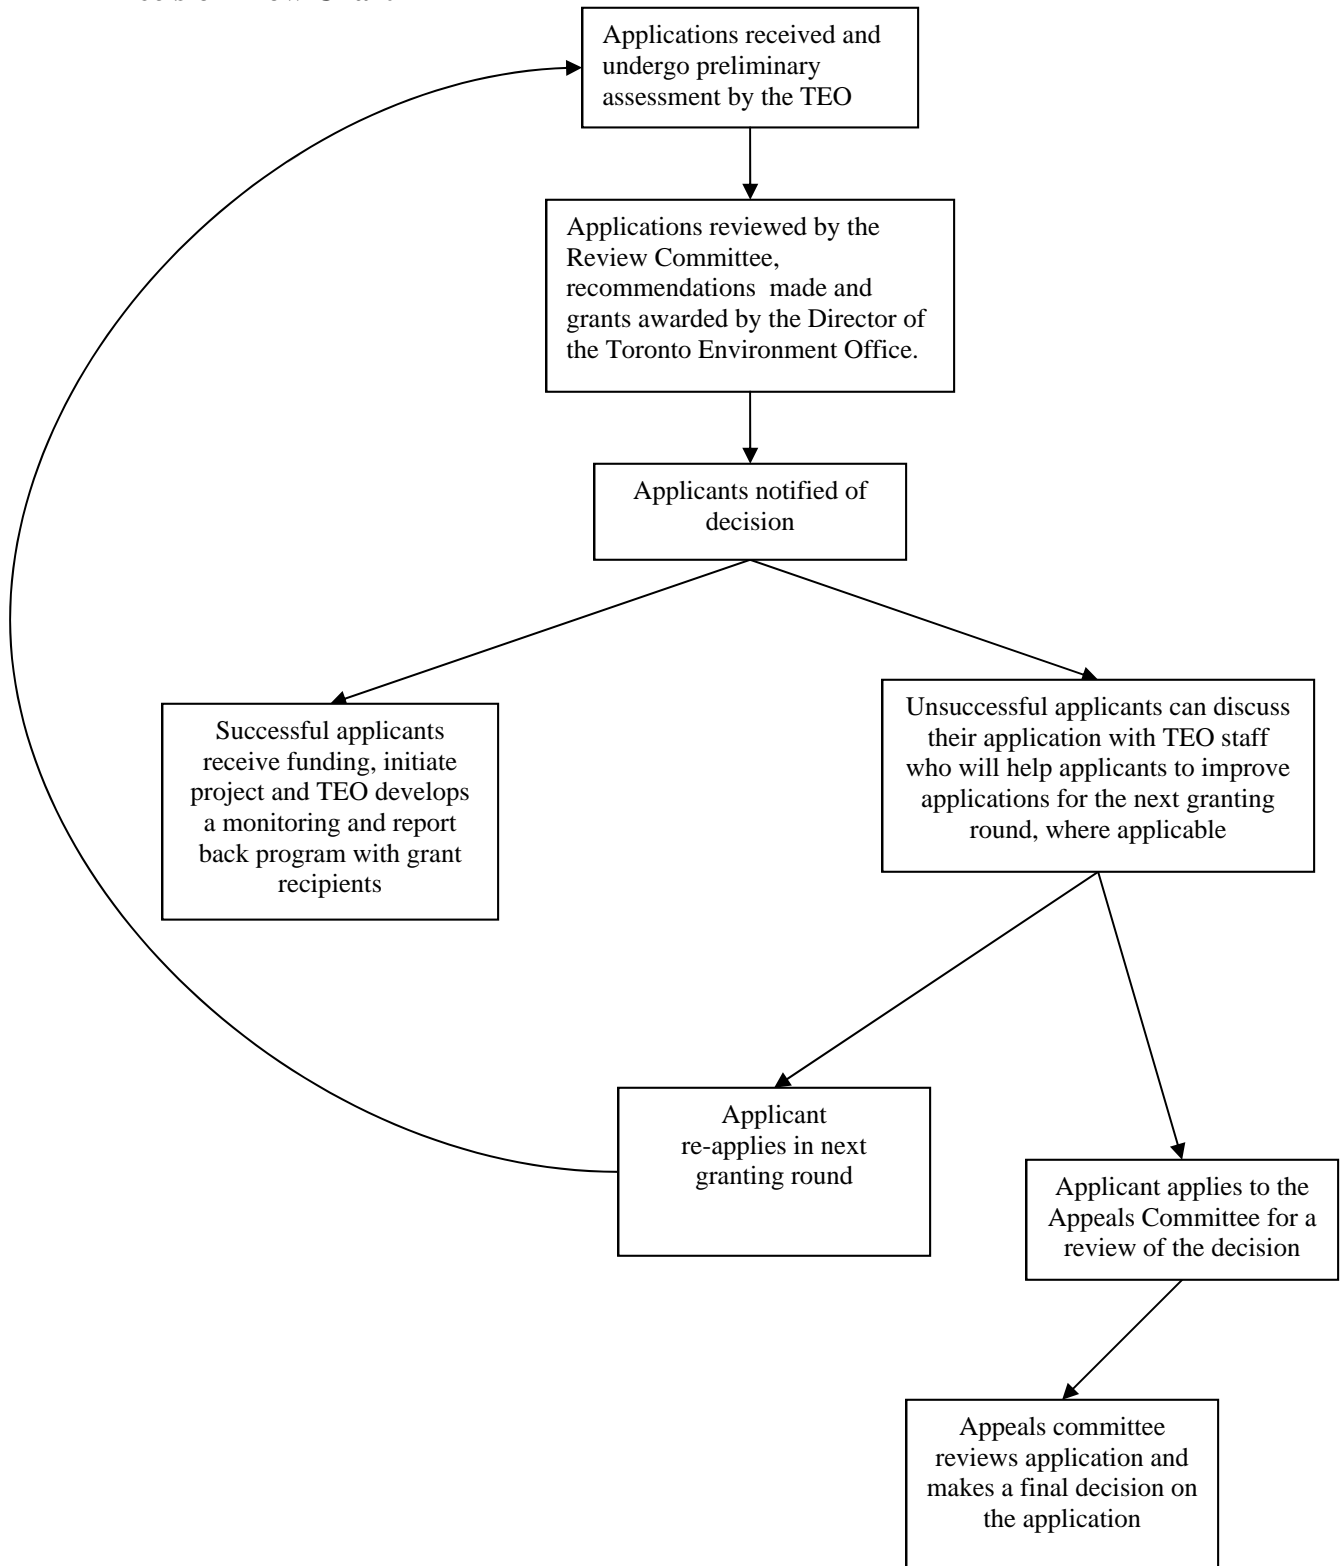 Applications received and
undergo preliminary
assessment by the TEO
Applications reviewed by the
Review Committee,
recommendations  made and
grants awarded by the Director of
the Toronto Environment Office.
Applicants notified of
decision
Successful applicants
receive funding, initiate
project and TEO develops
a monitoring and report
back program with grant
recipients
Unsuccessful applicants can discuss
their application with TEO staff
who will help applicants to improve
applications for the next granting
round, where applicable
Applicant
re-applies in next
granting round
Applicant applies to the
Appeals Committee for a
review of the decision
Appeals committee
reviews application and
makes a final decision on
the application